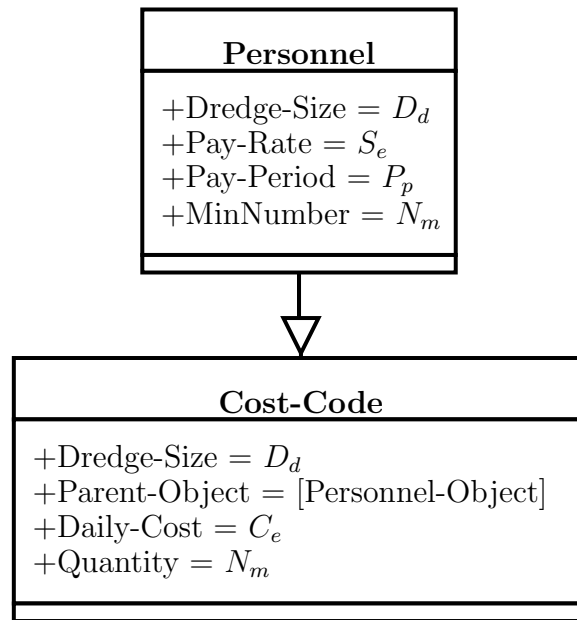 Personnel
+Dredge-Size = D_d
+Pay-Rate = S_e
+Pay-Period = P_p
+MinNumber = N_m
Cost-Code
+Dredge-Size = D_d
+Parent-Object = [Personnel-Object]
+Daily-Cost = C_e
+Quantity = N_m